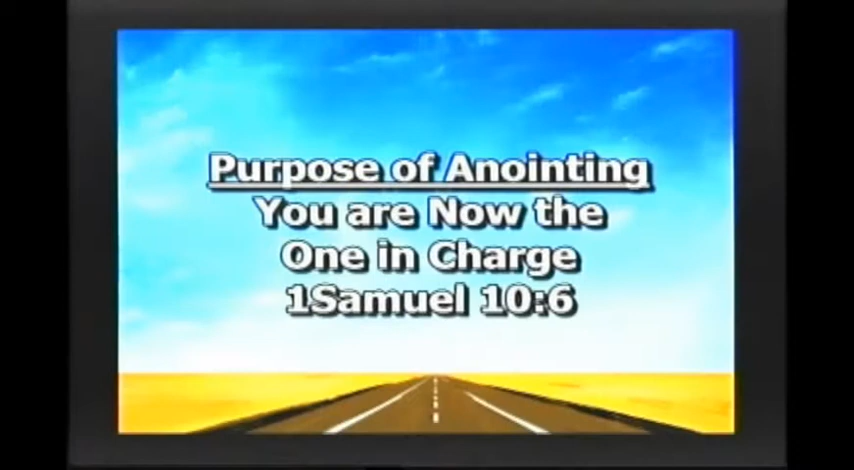 Purpose of Anointing
You are Now the
One in Charge
1Samuel 10:6